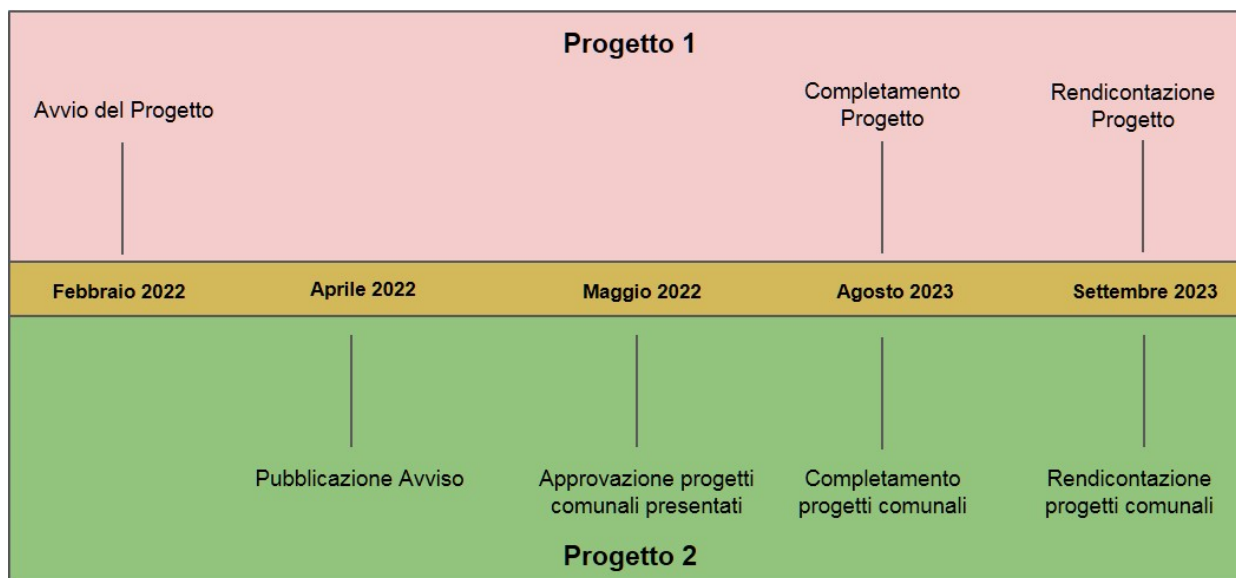 Progetto 1
Avvio del Progetto
Completamento
Progetto
Rendicontazione
Progetto
Febbraio 2022
Aprile 2022
Maggio 2022
Agosto 2023
Settembre 2023
Pubblicazione Avviso
Approvazione progetti
comunali presentati
Completamento
progetti comunali
Rendicontazione
progetti comunali
Progetto 2